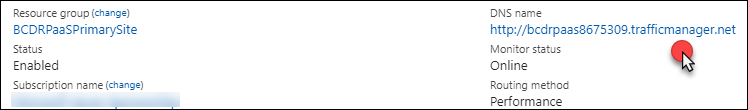 Resource group (change)
BCDRPaaSPrimarySite
Status
Enabled
Subscription name (change)
DNS name
http://bcdrpaas8675309.trafficmanager.net
Monitor status
Online
Routing method
Performance